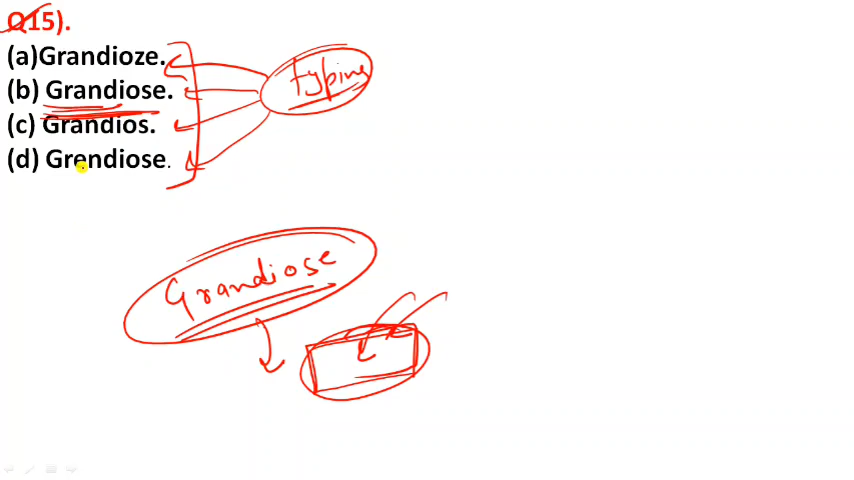 Q15).
(a)Grandioze.
(b) Grandiose.
(c) Grandios.
(d) Grendiose.
typing
Grandiose